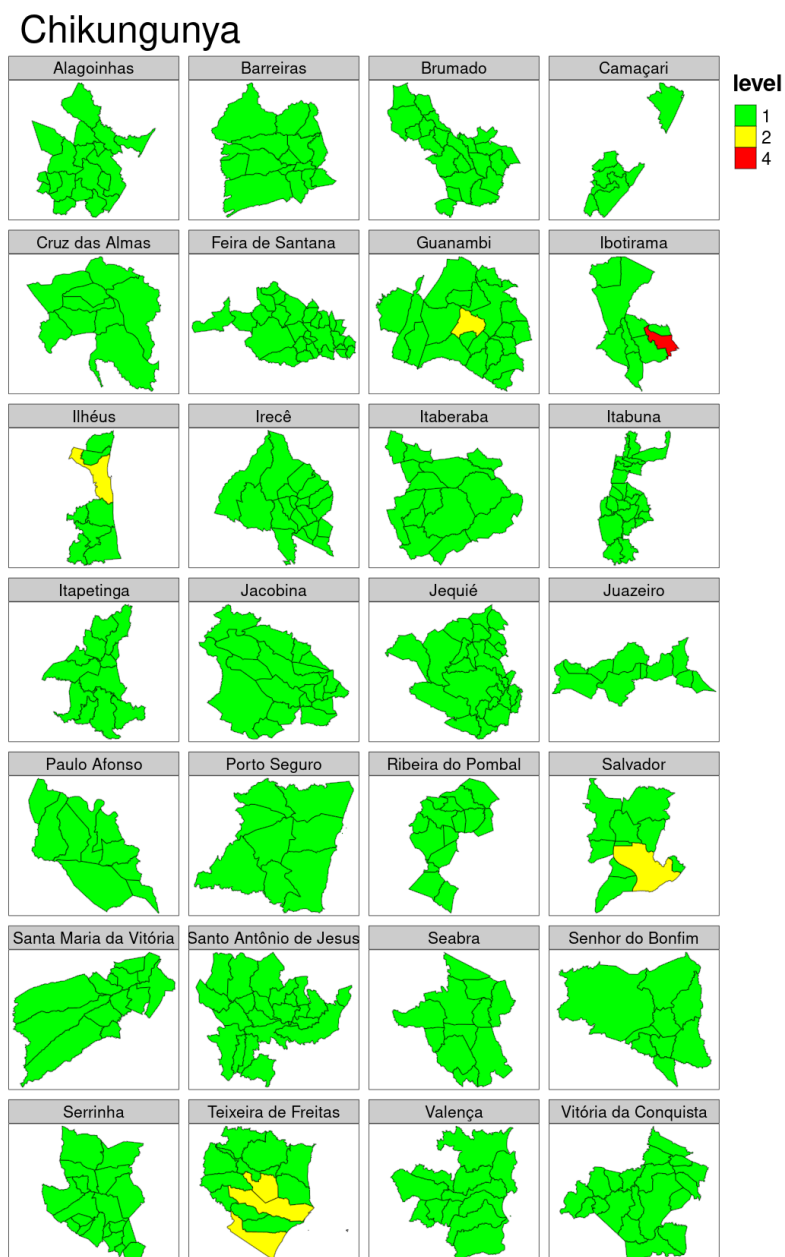 Chikungunya
Alagoinhas
Barreiras
Brumado
Camaçari
level
1
2
4
Cruz das Almas
Feira de Santana
Guanambi
Ibotirama
Ilhéus
Irecê
Itaberaba
Itabuna
Itapetinga
Jacobina
Jequié
Juazeiro
Paulo Afonso
Porto Seguro
Ribeira do Pombal
Salvador
Santa Maria da Vitória
Santo Antônio de Jesus
Seabra
Senhor do Bonfim
Serrinha
Teixeira de Freitas
Valença
Vitória da Conquista